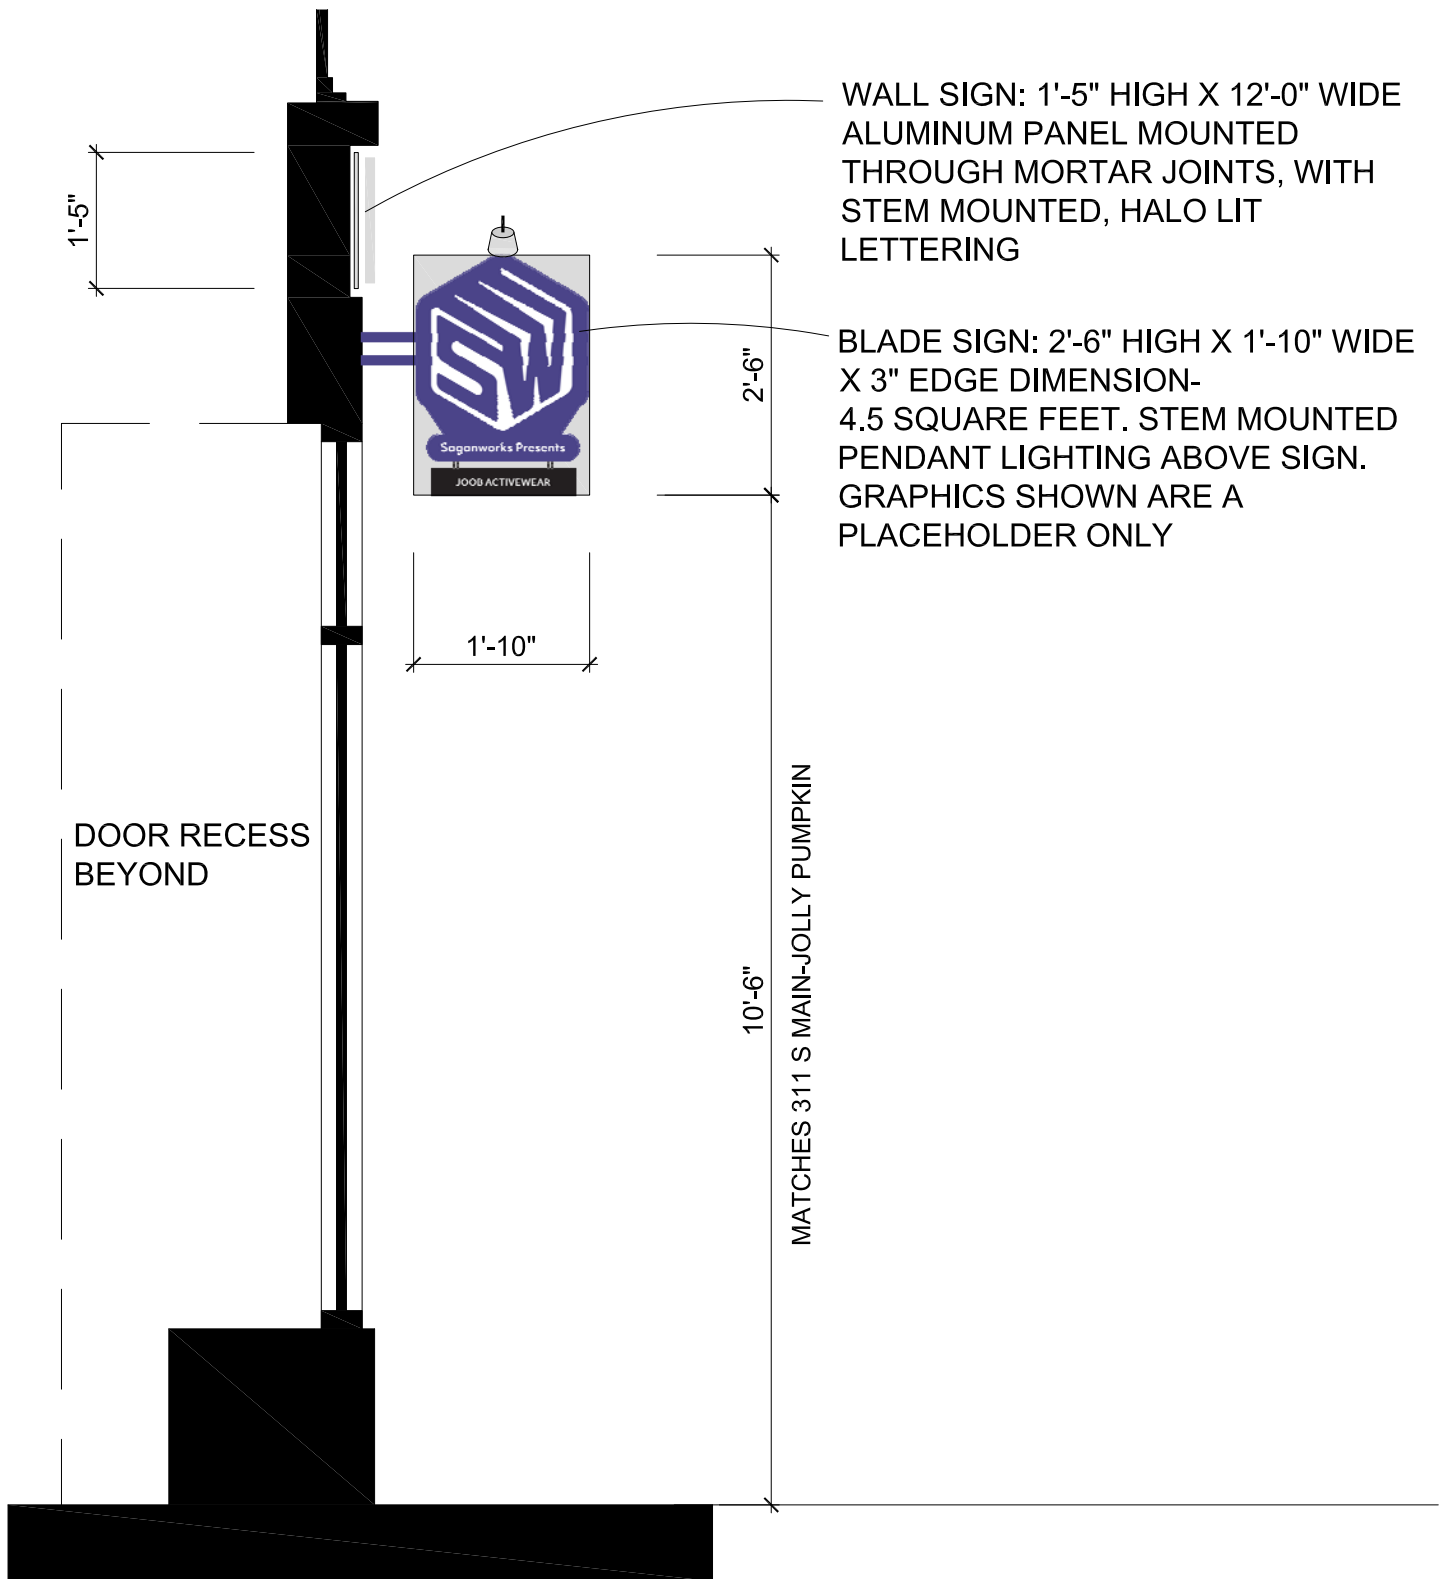 WALL SIGN: 1'-5" HIGH X 12'-0" WIDE
ALUMINUM PANEL MOUNTED
THROUGH MORTAR JOINTS, WITH
STEM MOUNTED, HALO LIT
LETTERING
1'-5"
BLADE SIGN: 2'-6" HIGH X 1'-10" WIDE
X 3" EDGE DIMENSION-
4.5 SQUARE FEET. STEM MOUNTED
PENDANT LIGHTING ABOVE SIGN.
GRAPHICS SHOWN ARE A
PLACEHOLDER ONLY
2'-6"
SW
Saganworks Presents
JOOB ACTIVEWEAR
1'-10"
DOOR RECESS
BEYOND
10'-6"
MATCHES 311 S MAIN-JOLLY PUMPKIN